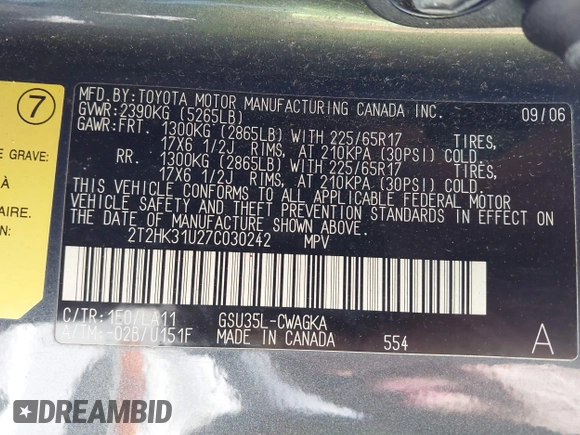 7
E GRAVE:
À
AIRE.
MFD. BY: TOYOTA MOTOR MANUFACTURING CANADA INC.
GVWR: 2390KG (5265LB) 09/06
GAWR: FRT. 1300KG (2865LB) WITH 225/65R17 TIRES,
17X6 1/2J RIMS, AT 210KPA (30PSI) COLD.
RR. 1300KG (2865LB) WITH 225/65R17 TIRES,
17X6 1/2J RIMS, AT 210KPA (30PSI) COLD.
THIS VEHICLE CONFORMS TO ALL APPLICABLE FEDERAL MOTOR
VEHICLE SAFETY AND THEFT PREVENTION STANDARDS IN EFFECT ON
THE DATE OF MANUFACTURE SHOWN ABOVE.
2T2HK31U27C030242 MPV
C/TR:1E0/LA11 GSU35L-CWAGKA
A/TM:-02B/U151F MADE IN CANADA 554 A
DREAMBID